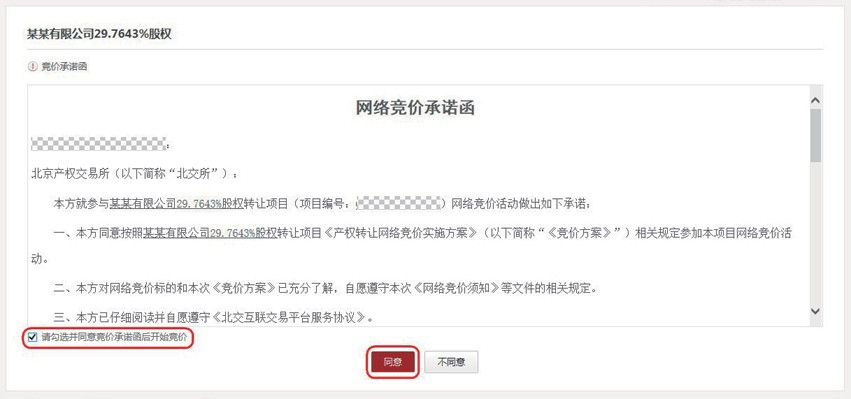 某某有限公司29.7643%股权
竞价承诺函
网络竞价承诺函
：
北京产权交易所（以下简称“北交所”）：
本方就参与某某有限公司29.7643%股权转让项目（项目编号：）网络竞价活动做出如下承诺：
一、本方同意按照某某有限公司29.7643%股权转让项目《产权转让网络竞价实施方案》（以下简称“《竞价方案》”）相关规定参加本项目网络竞价活
动。
二、本方对网络竞价标的和本次《竞价方案》已充分了解，自愿遵守本次《网络竞价须知》等文件的相关规定。
三、本方已仔细阅读并自愿遵守《北交互联交易平台服务协议》。
请勾选并同意竞价承诺函后开始竞价
同意 不同意